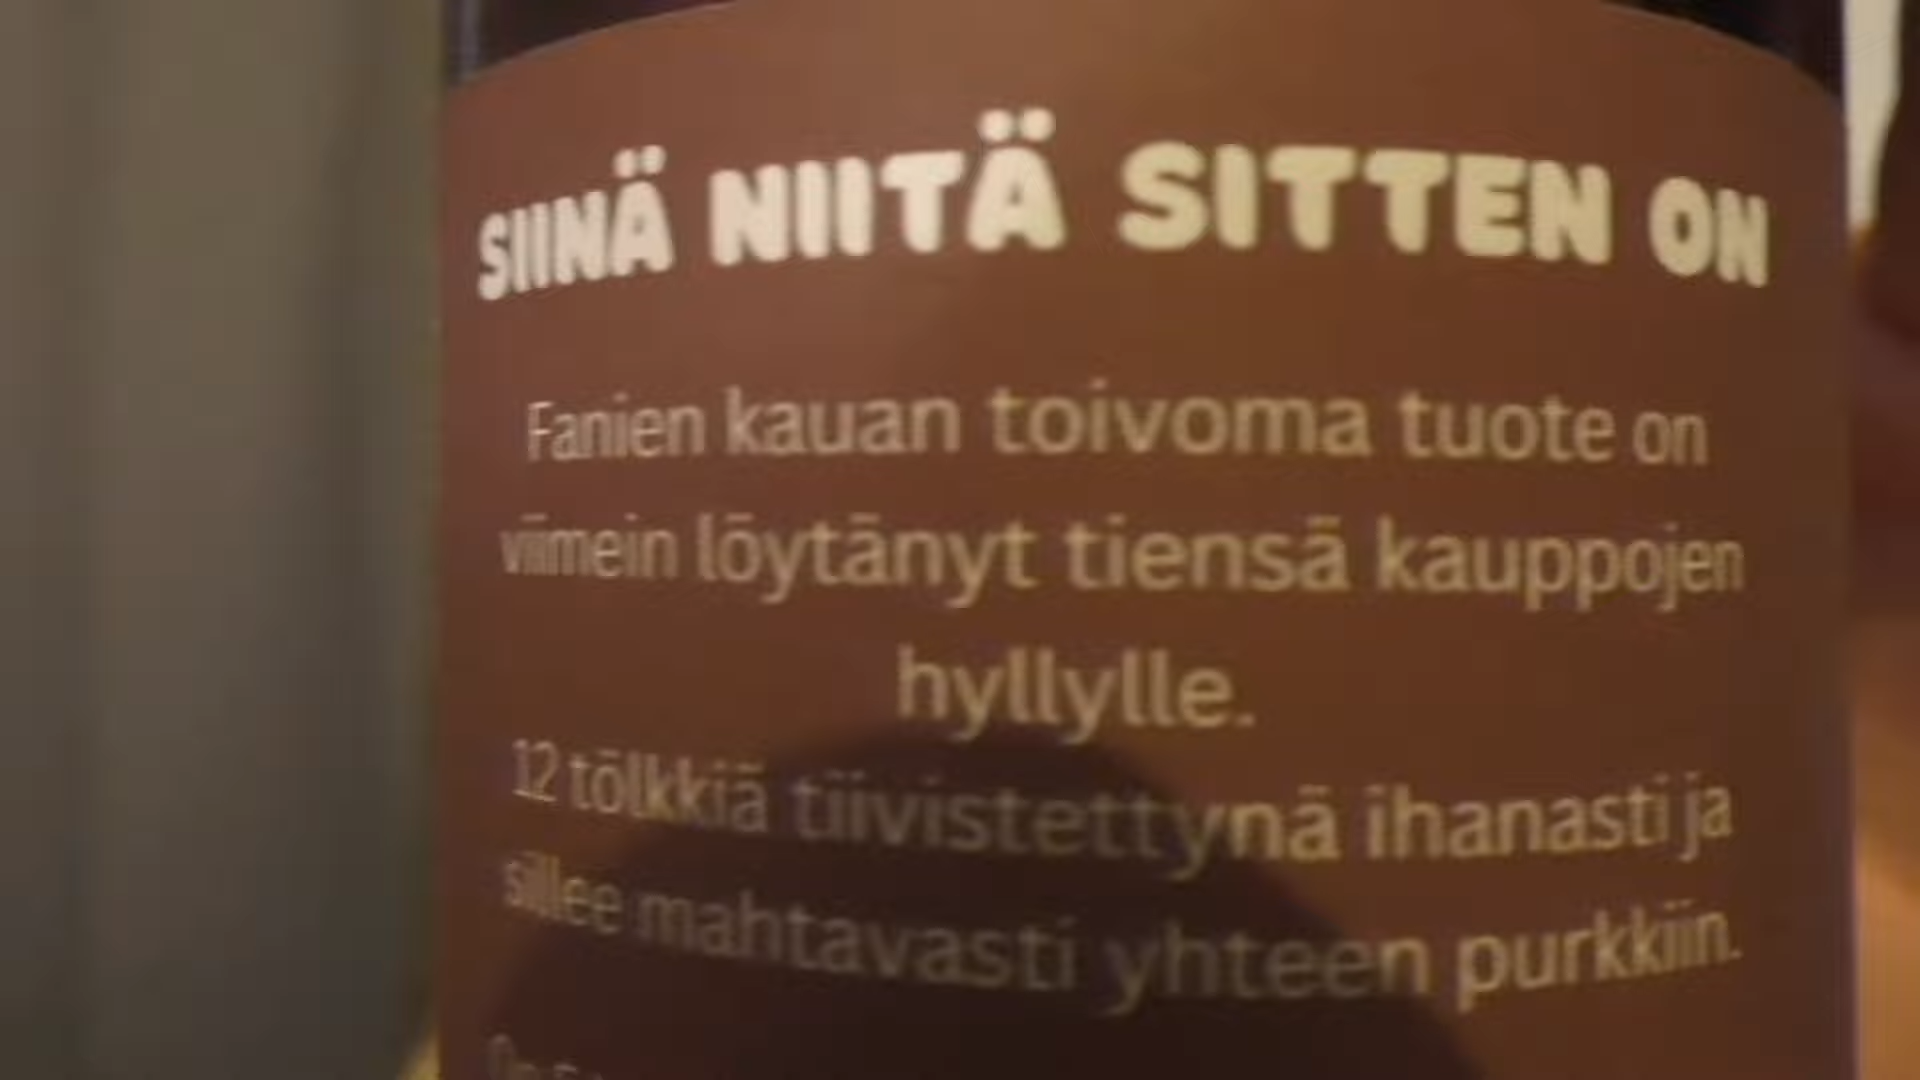 SIINÄ NIITÄ SITTEN ON
Fanien kauan toivoma tuote on
viimein löytänyt tiensä kauppojen
hyllylle.
12 tölkkiä tiivistettynä ihanasti ja
sillee mahtavasti yhteen purkkiin.